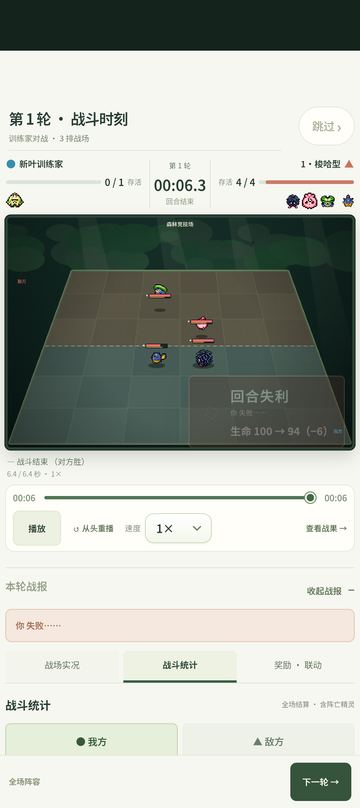 第 1 轮 · 战斗时刻
训练家对战 · 3 排战场
跳过 ›
新叶训练家
0 / 1 存活
第 1 轮
00:06.3
回合结束
1 · 梭哈型
存活 4 / 4
森林竞技场
敌方
回合失利
你 失败……
生命 100 → 94（−6）
我方
— 战斗结束 （对方胜）
6.4 / 6.4 秒 · 1×
00:06
00:06
播放
↺ 从头重播
速度
1×
查看战果 →
本轮战报
收起战报 −
你 失败……
战场实况
战斗统计
奖励 · 联动
战斗统计
全场结算 · 含阵亡精灵
● 我方
▲ 敌方
全场阵容
下一轮 →